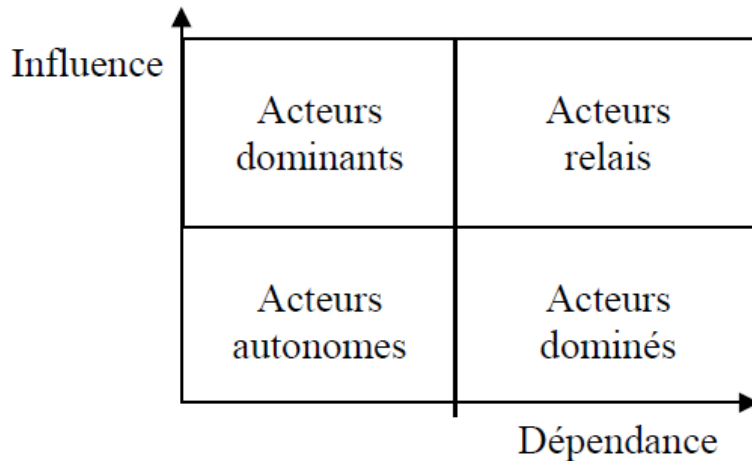 Influence
Acteurs
dominants
Acteurs
relais
Acteurs
autonomes
Acteurs
dominés
Dépendance